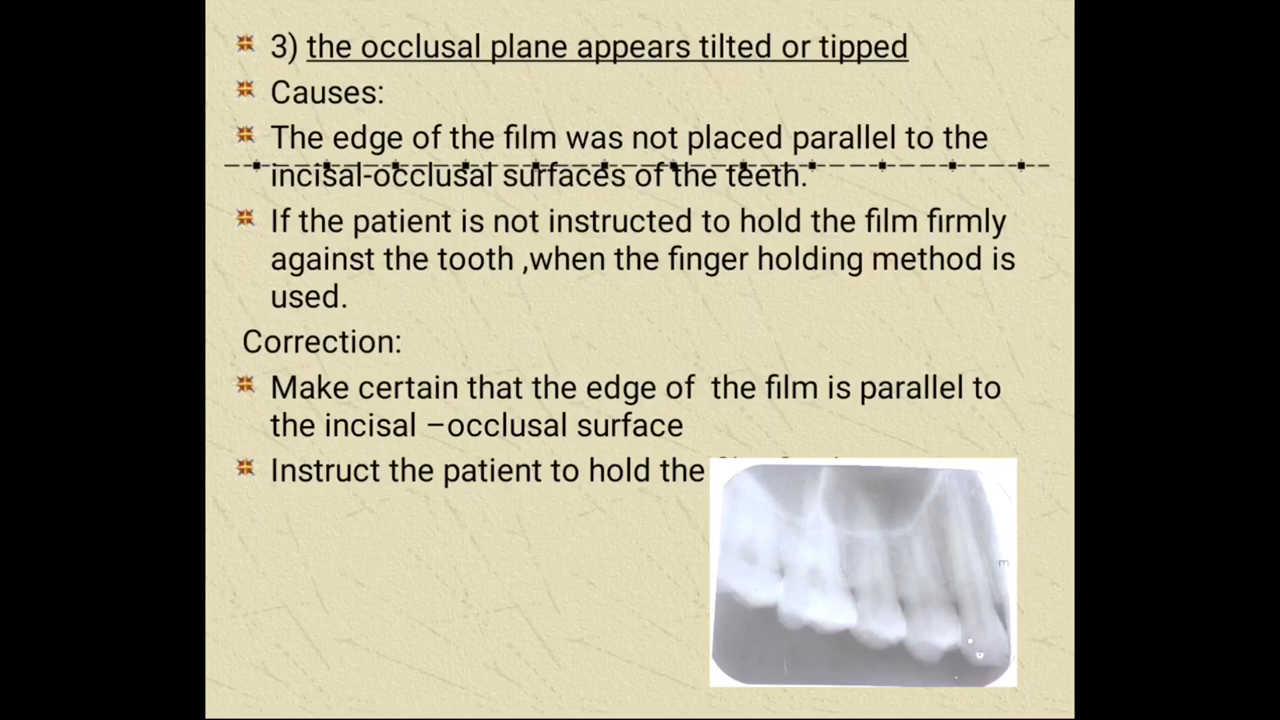 3) the occlusal plane appears tilted or tipped
Causes:
The edge of the film was not placed parallel to the
incisal-occlusal surfaces of the teeth.
If the patient is not instructed to hold the film firmly
against the tooth ,when the finger holding method is
used.
Correction:
Make certain that the edge of  the film is parallel to
the incisal –occlusal surface
Instruct the patient to hold the